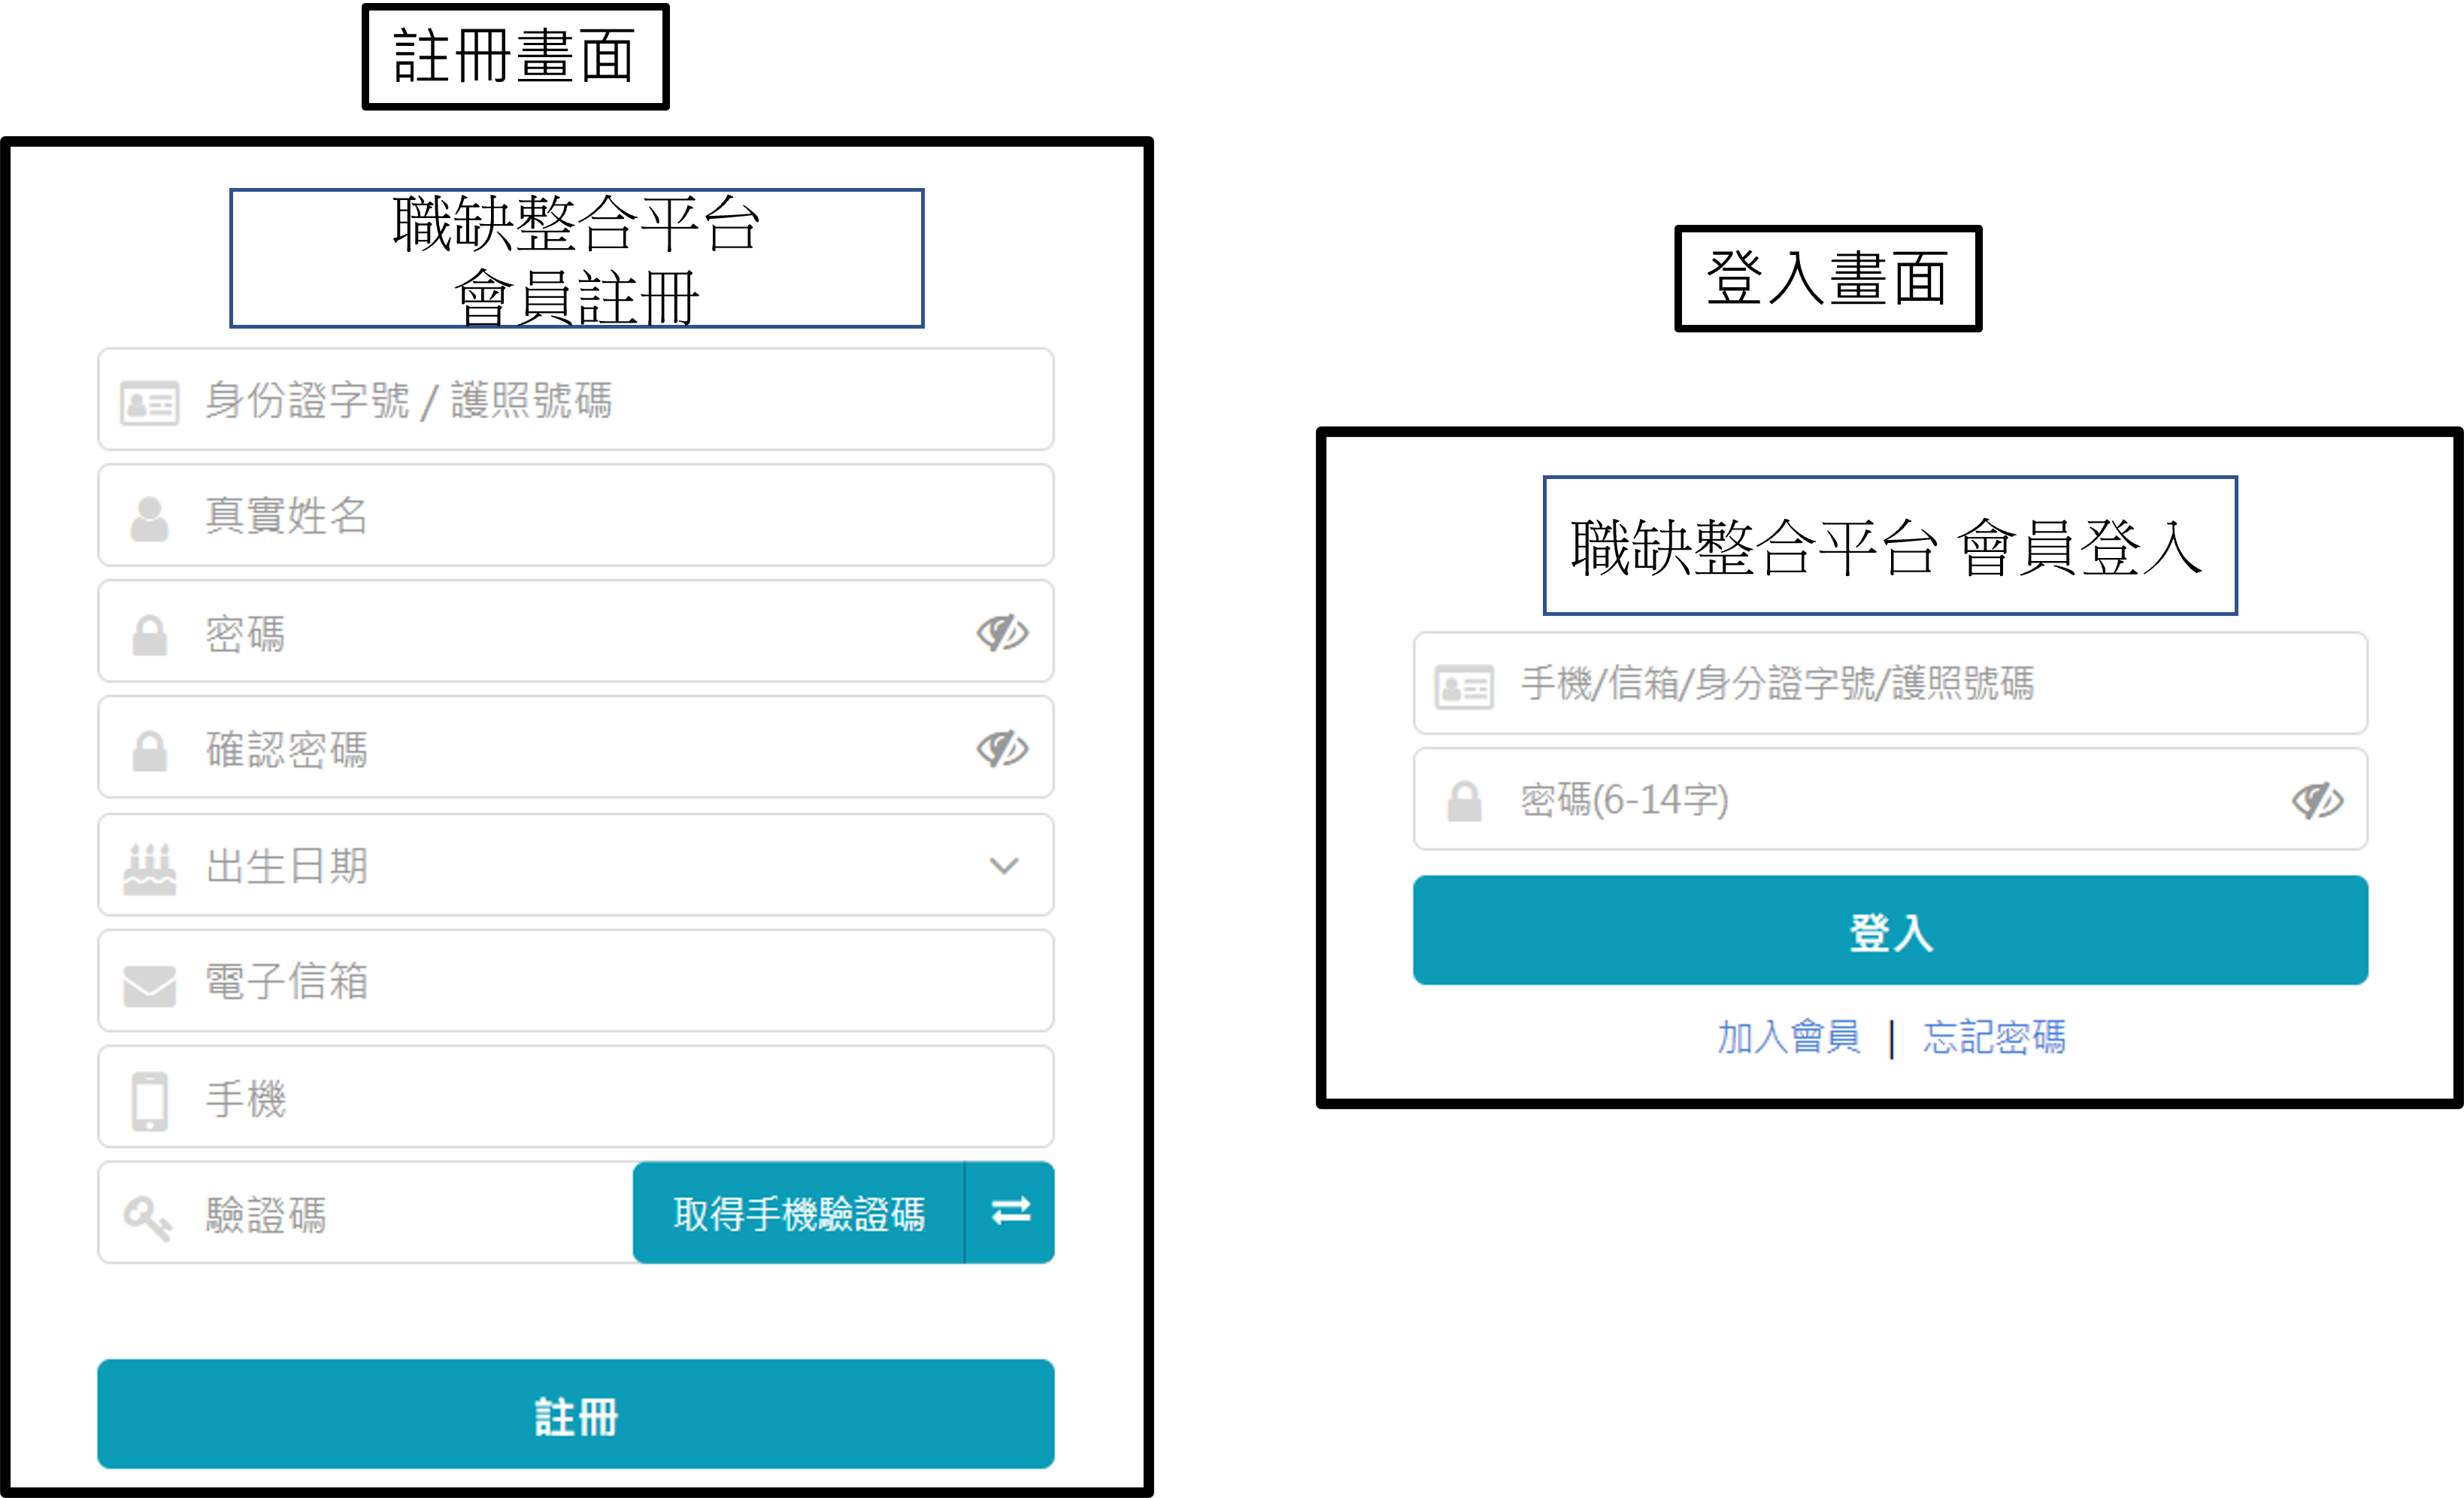 註冊畫面
職缺整合平台
會員註冊
身份證字號 / 護照號碼
真實姓名
密碼
確認密碼
出生日期
電子信箱
手機
驗證碼
取得手機驗證碼
註冊
登入畫面
職缺整合平台 會員登入
手機/信箱/身分證字號/護照號碼
密碼(6-14字)
登入
加入會員 | 忘記密碼